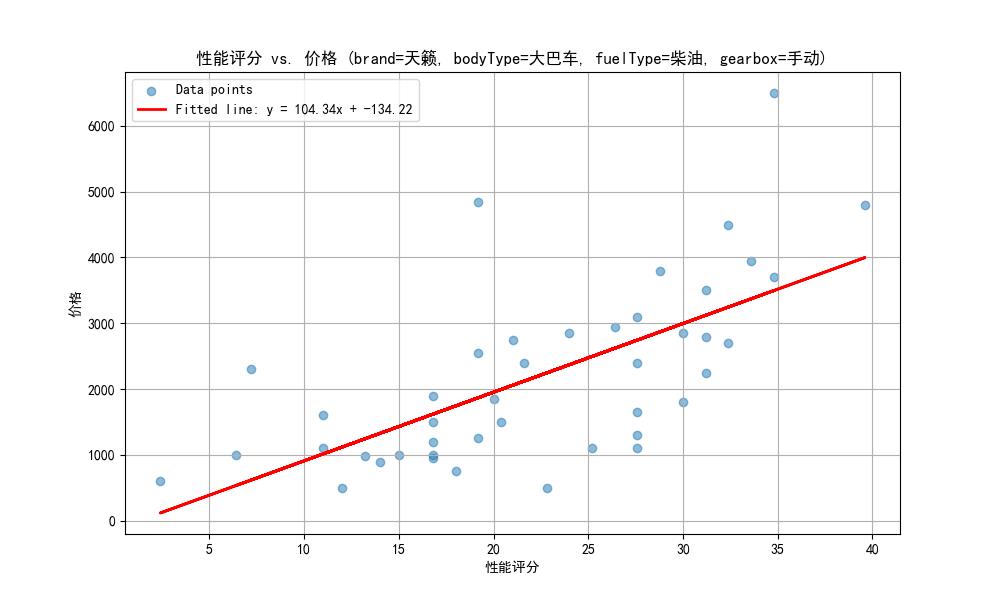 性能评分 vs. 价格 (brand=天籁, bodyType=大巴车, fuelType=柴油, gearbox=手动)
Data points
Fitted line: y = 104.34x + -134.22
6000
5000
4000
3000
2000
1000
0
价格
5 10 15 20 25 30 35 40
性能评分